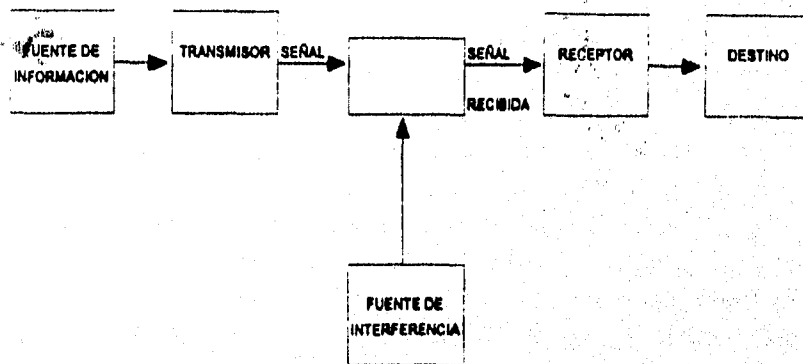 FUENTE DE
INFORMACION
TRANSMISOR
SEÑAL
SEÑAL
RECIBIDA
RECEPTOR
DESTINO
FUENTE DE
INTERFERENCIA